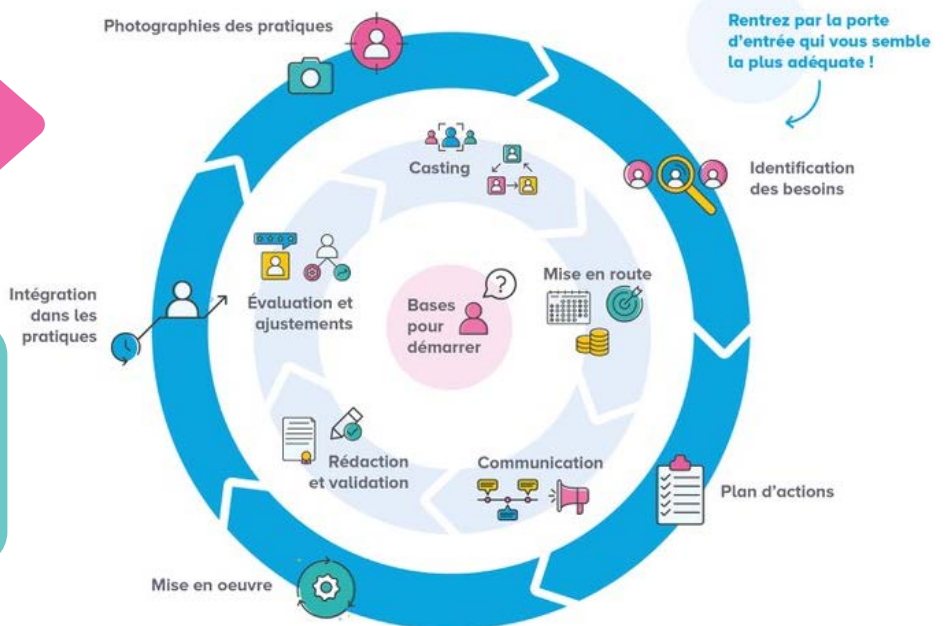 Photographies des pratiques
Rentrez par la porte
d'entrée qui vous semble
la plus adéquate !
Casting
Identification
des besoins
Mise en route
Intégration
dans les
pratiques
Évaluation et
ajustements
Bases
pour
démarrer
Rédaction
et validation
Communication
Plan d'actions
Mise en oeuvre